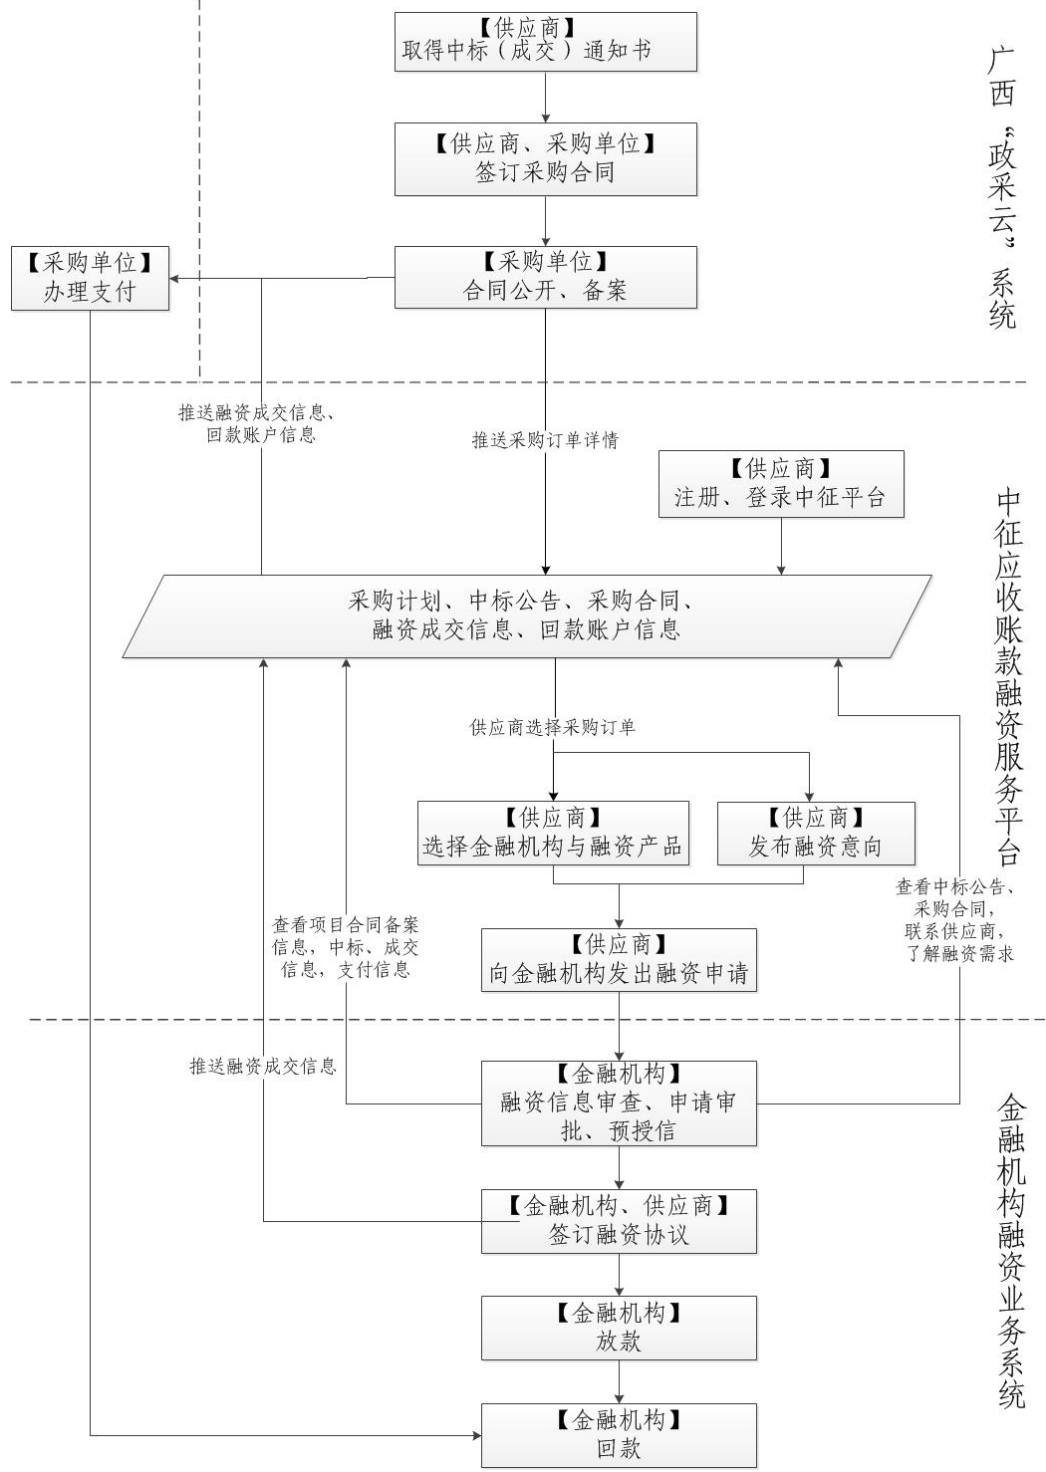 【供应商】
取得中标（成交）通知书
【供应商、采购单位】
签订采购合同
【采购单位】
办理支付
【采购单位】
合同公开、备案
广西“政采云”系统
推送融资成交信息、
回款账户信息
推送采购订单详情
【供应商】
注册、登录中征平台
采购计划、中标公告、采购合同、
融资成交信息、回款账户信息
中征应收账款融资服务平台
供应商选择采购订单
【供应商】
选择金融机构与融资产品
【供应商】
发布融资意向
查看中标公告、
采购合同，
联系供应商，
了解融资需求
查看项目合同备案
信息，中标、成交
信息，支付信息
【供应商】
向金融机构发出融资申请
推送融资成交信息
【金融机构】
融资信息审查、申请审
批、预授信
金融机构融资业务系统
【金融机构、供应商】
签订融资协议
【金融机构】
放款
【金融机构】
回款